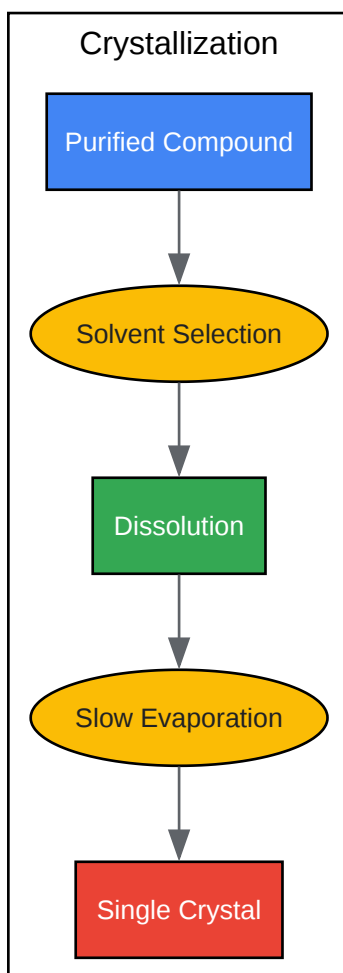 Crystallization
Purified Compound
Solvent Selection
Dissolution
Slow Evaporation
Single Crystal